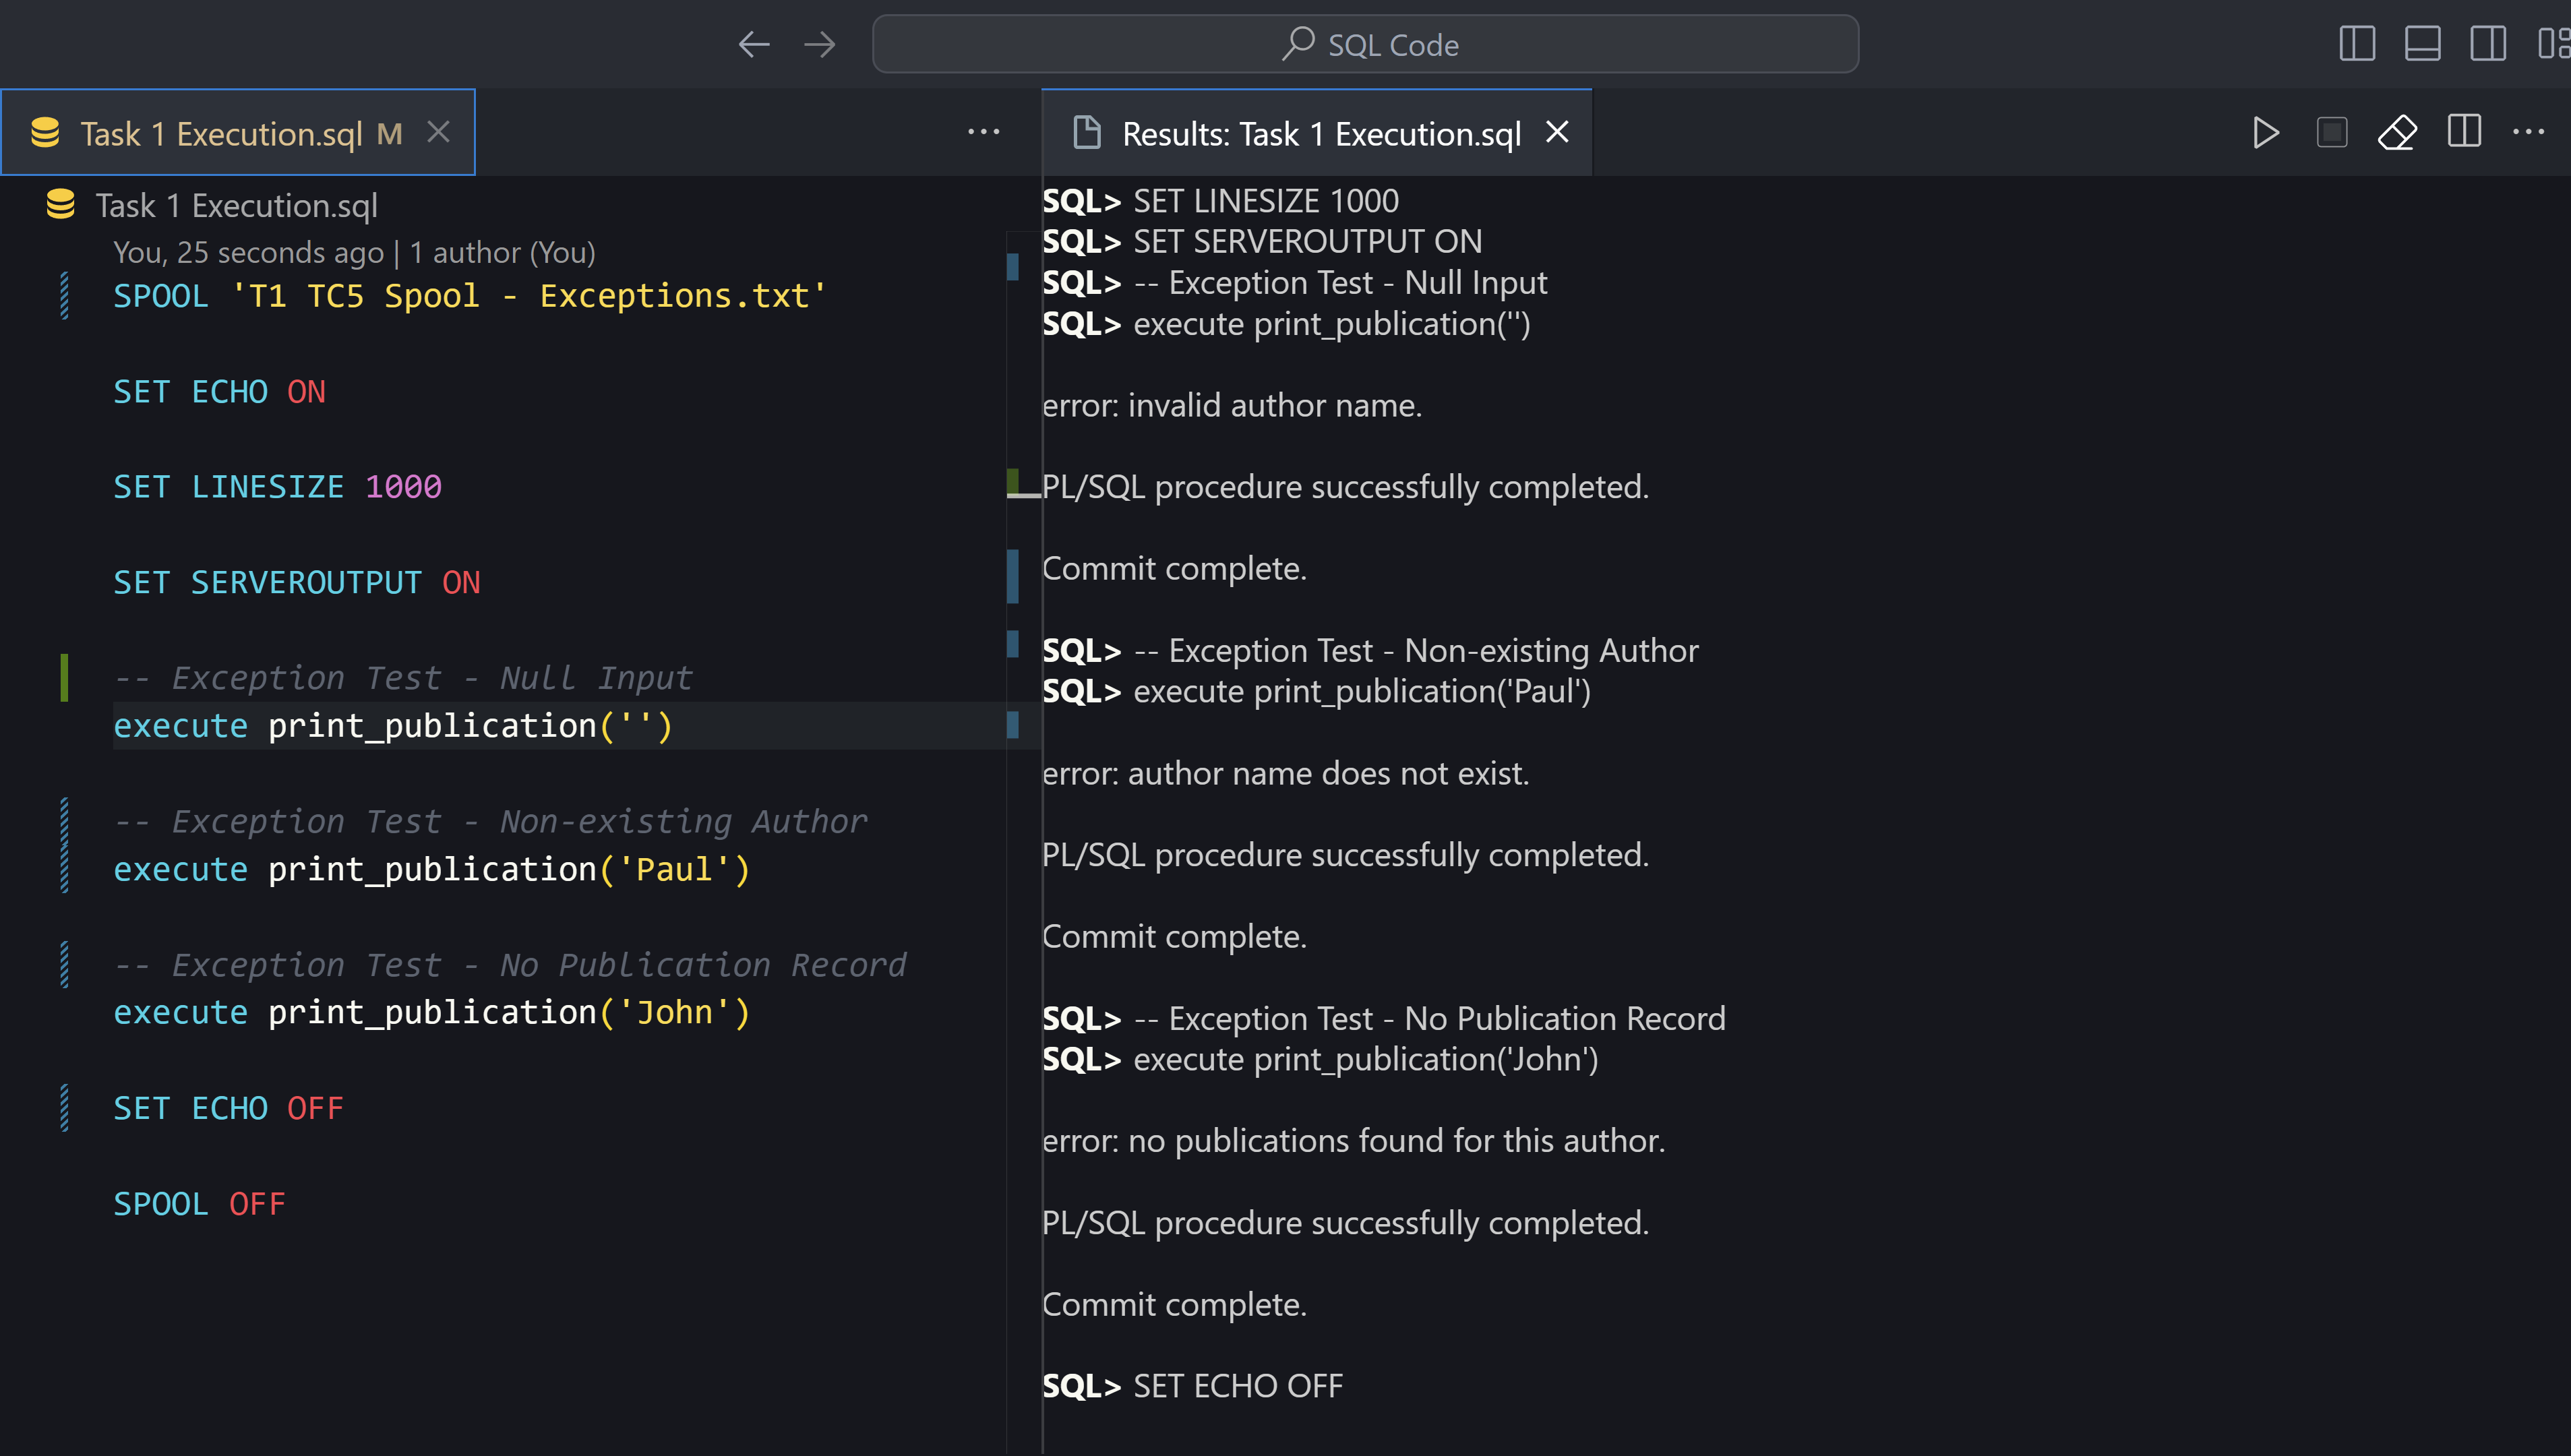 SQL Code
Task 1 Execution.sql M
Task 1 Execution.sql
You, 25 seconds ago | 1 author (You)
SPOOL 'T1 TC5 Spool - Exceptions.txt'
SET ECHO ON
SET LINESIZE 1000
SET SERVEROUTPUT ON
-- Exception Test - Null Input
execute print_publication('')
-- Exception Test - Non-existing Author
execute print_publication('Paul')
-- Exception Test - No Publication Record
execute print_publication('John')
SET ECHO OFF
SPOOL OFF
Results: Task 1 Execution.sql
SQL> SET LINESIZE 1000
SQL> SET SERVEROUTPUT ON
SQL> -- Exception Test - Null Input
SQL> execute print_publication('')
error: invalid author name.
PL/SQL procedure successfully completed.
Commit complete.
SQL> -- Exception Test - Non-existing Author
SQL> execute print_publication('Paul')
error: author name does not exist.
PL/SQL procedure successfully completed.
Commit complete.
SQL> -- Exception Test - No Publication Record
SQL> execute print_publication('John')
error: no publications found for this author.
PL/SQL procedure successfully completed.
Commit complete.
SQL> SET ECHO OFF